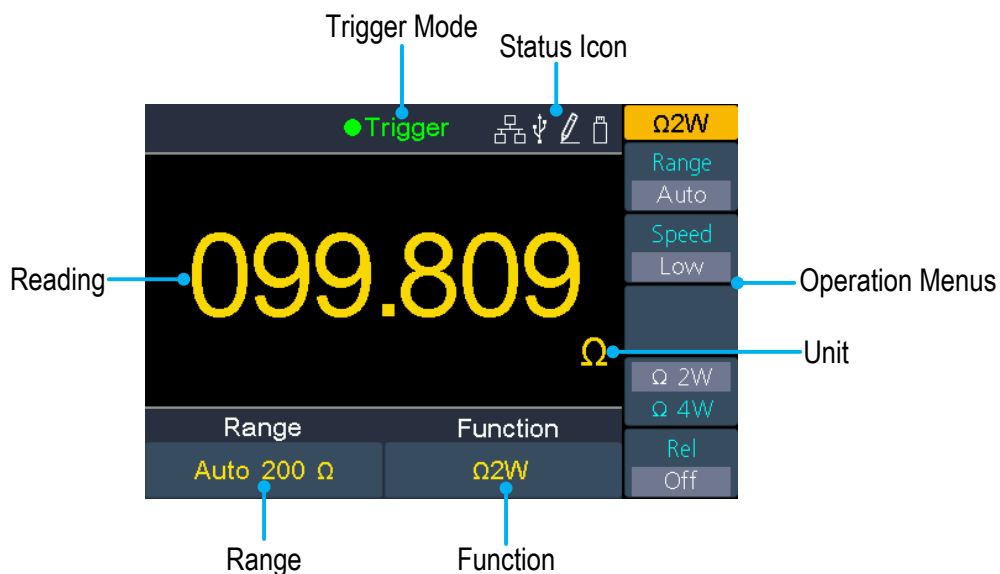 Trigger Mode
Status Icon
Trigger
Ω2W
Range
Auto
Speed
Low
Reading
099.809
Operation Menus
Ω
Unit
Ω 2W
Ω 4W
Range
Function
Rel
Off
Auto 200 Ω
Ω2W
Range
Function